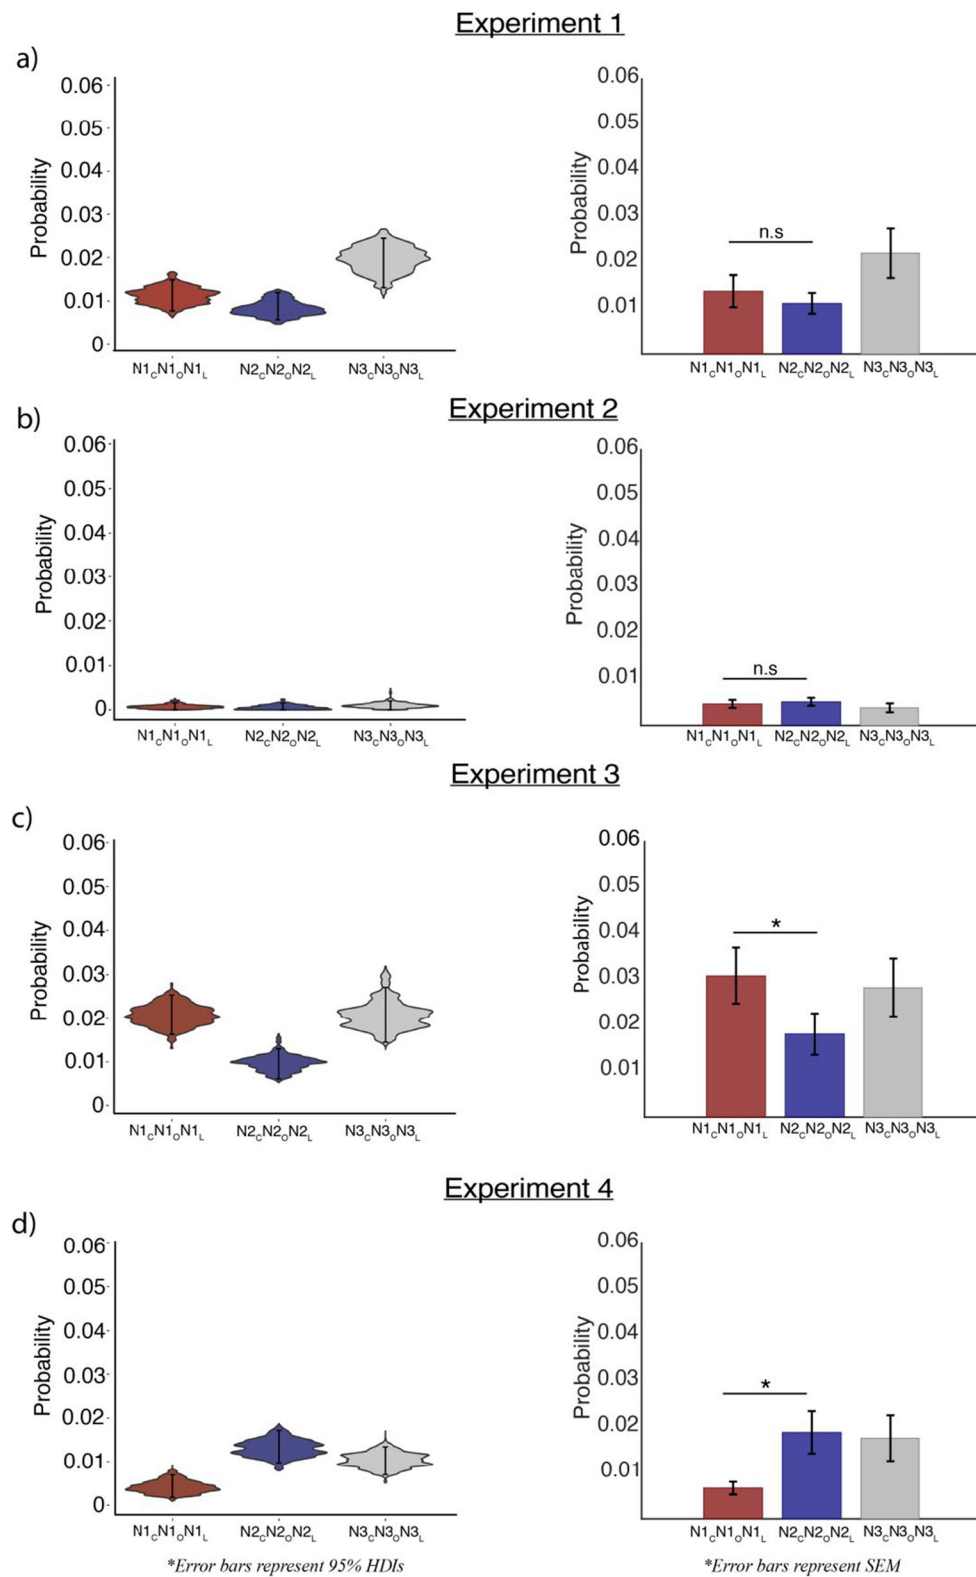 Experiment 1
a)
Probability
0.06
0.05
0.04
0.03
0.02
0.01
0
N1CN1ON1L N2CN2ON2L N3CN3ON3L
Probability
0.06
0.05
0.04
0.03
0.02
0.01
n.s
N1CN1ON1L N2CN2ON2L N3CN3ON3L
Experiment 2
b)
Probability
0.06
0.05
0.04
0.03
0.02
0.01
0
N1CN1ON1L N2CN2ON2L N3CN3ON3L
Probability
0.06
0.05
0.04
0.03
0.02
0.01
n.s
N1CN1ON1L N2CN2ON2L N3CN3ON3L
Experiment 3
c)
Probability
0.06
0.05
0.04
0.03
0.02
0.01
0
N1CN1ON1L N2CN2ON2L N3CN3ON3L
Probability
0.06
0.05
0.04
0.03
0.02
0.01
*
N1CN1ON1L N2CN2ON2L N3CN3ON3L
Experiment 4
d)
Probability
0.06
0.05
0.04
0.03
0.02
0.01
0
N1CN1ON1L N2CN2ON2L N3CN3ON3L
*Error bars represent 95% HDIs
Probability
0.06
0.05
0.04
0.03
0.02
0.01
*
N1CN1ON1L N2CN2ON2L N3CN3ON3L
*Error bars represent SEM